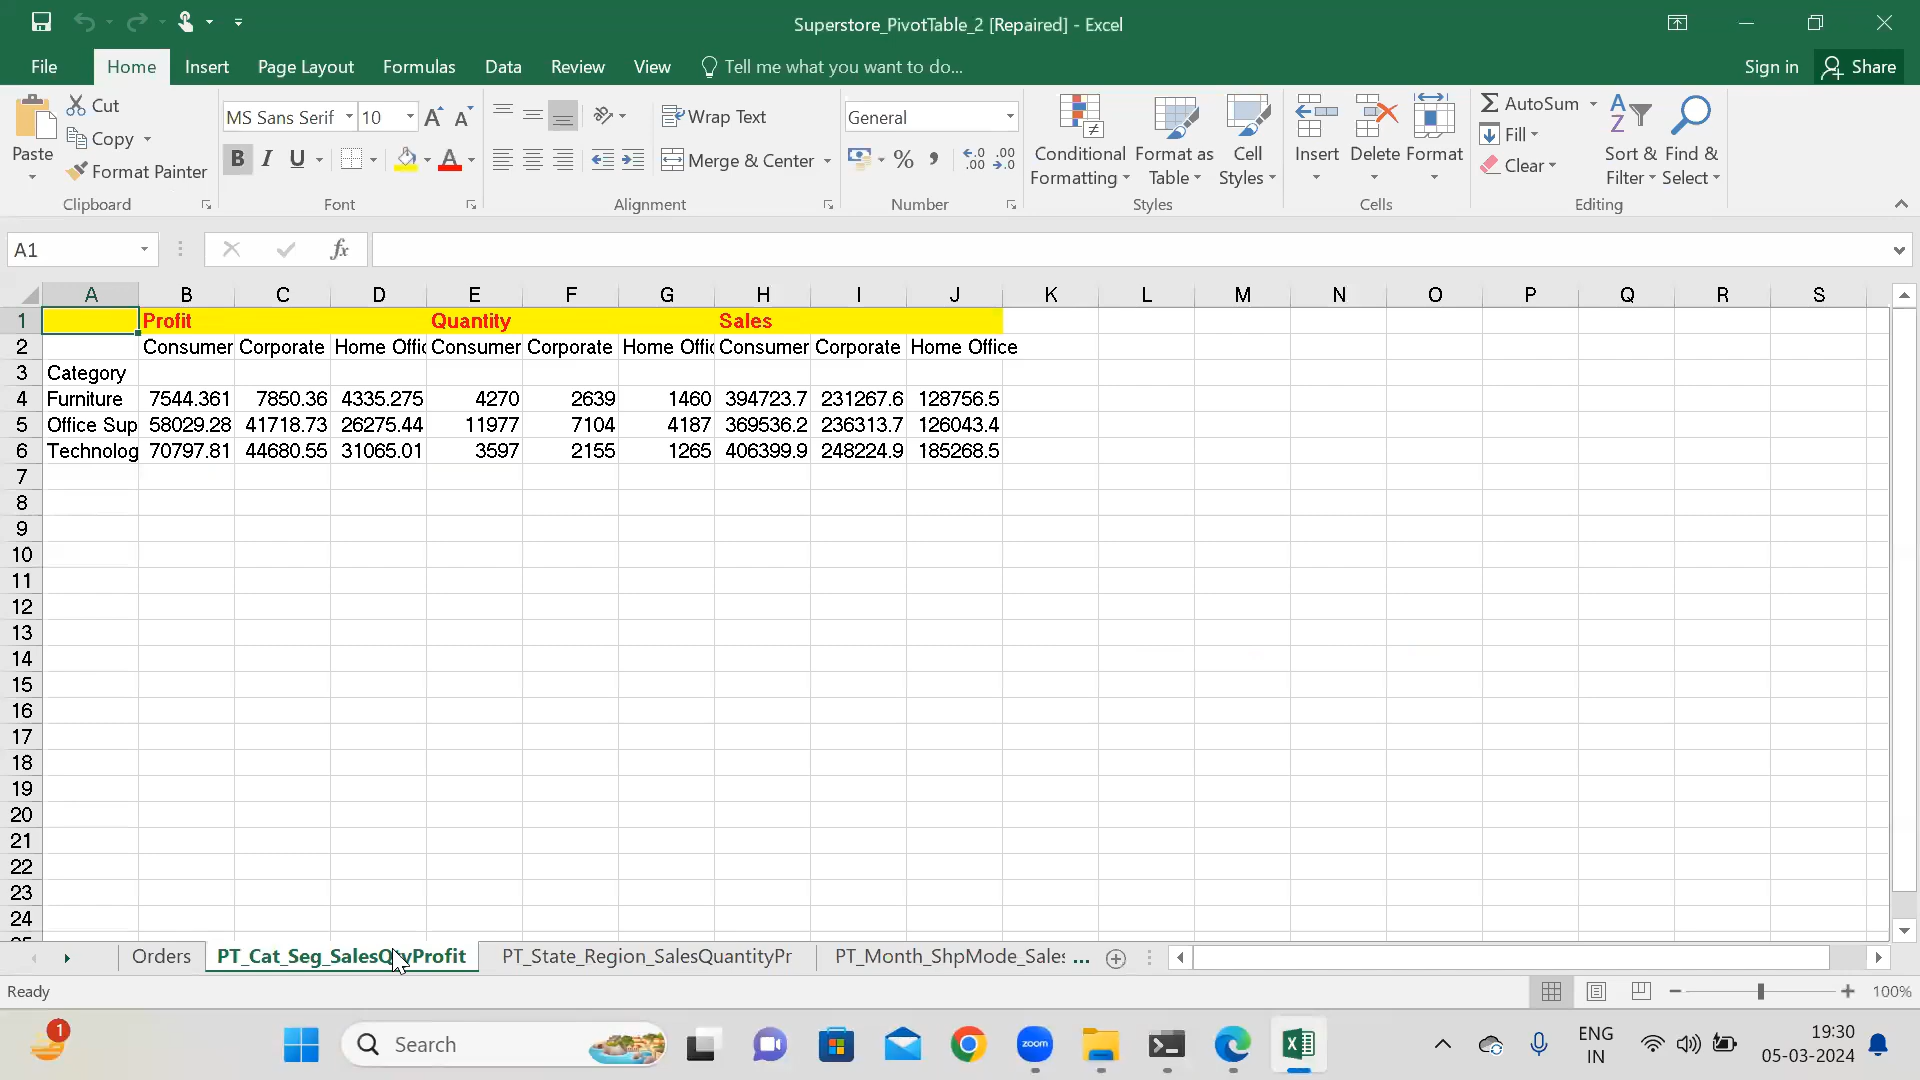 Superstore_PivotTable_2 [Repaired] - Excel
File Home Insert Page Layout Formulas Data Review View Tell me what you want to do... Sign in Share
Paste
Cut
Copy
Format Painter
Clipboard
MS Sans Serif 10
B I U
Font
Wrap Text
Merge & Center
Alignment
General
Number
Conditional Formatting
Format as Table
Cell Styles
Styles
Insert Delete Format
Cells
AutoSum
Fill
Clear
Sort & Filter
Find & Select
Editing
A1 fx
A B C D E F G H I J K L M N O P Q R S
1 Profit Quantity Sales
2 Consumer Corporate Home Offic Consumer Corporate Home Offic Consumer Corporate Home Office
3 Category
4 Furniture 7544.361 7850.36 4335.275 4270 2639 1460 394723.7 231267.6 128756.5
5 Office Sup 58029.28 41718.73 26275.44 11977 7104 4187 369536.2 236313.7 126043.4
6 Technolog 70797.81 44680.55 31065.01 3597 2155 1265 406399.9 248224.9 185268.5
7
8
9
10
11
12
13
14
15
16
17
18
19
20
21
22
23
24
Orders PT_Cat_Seg_SalesQtyProfit PT_State_Region_SalesQuantityPr PT_Month_ShpMode_Sales ...
Ready 100%
1 Search zoom ENG 19:30
IN 05-03-2024